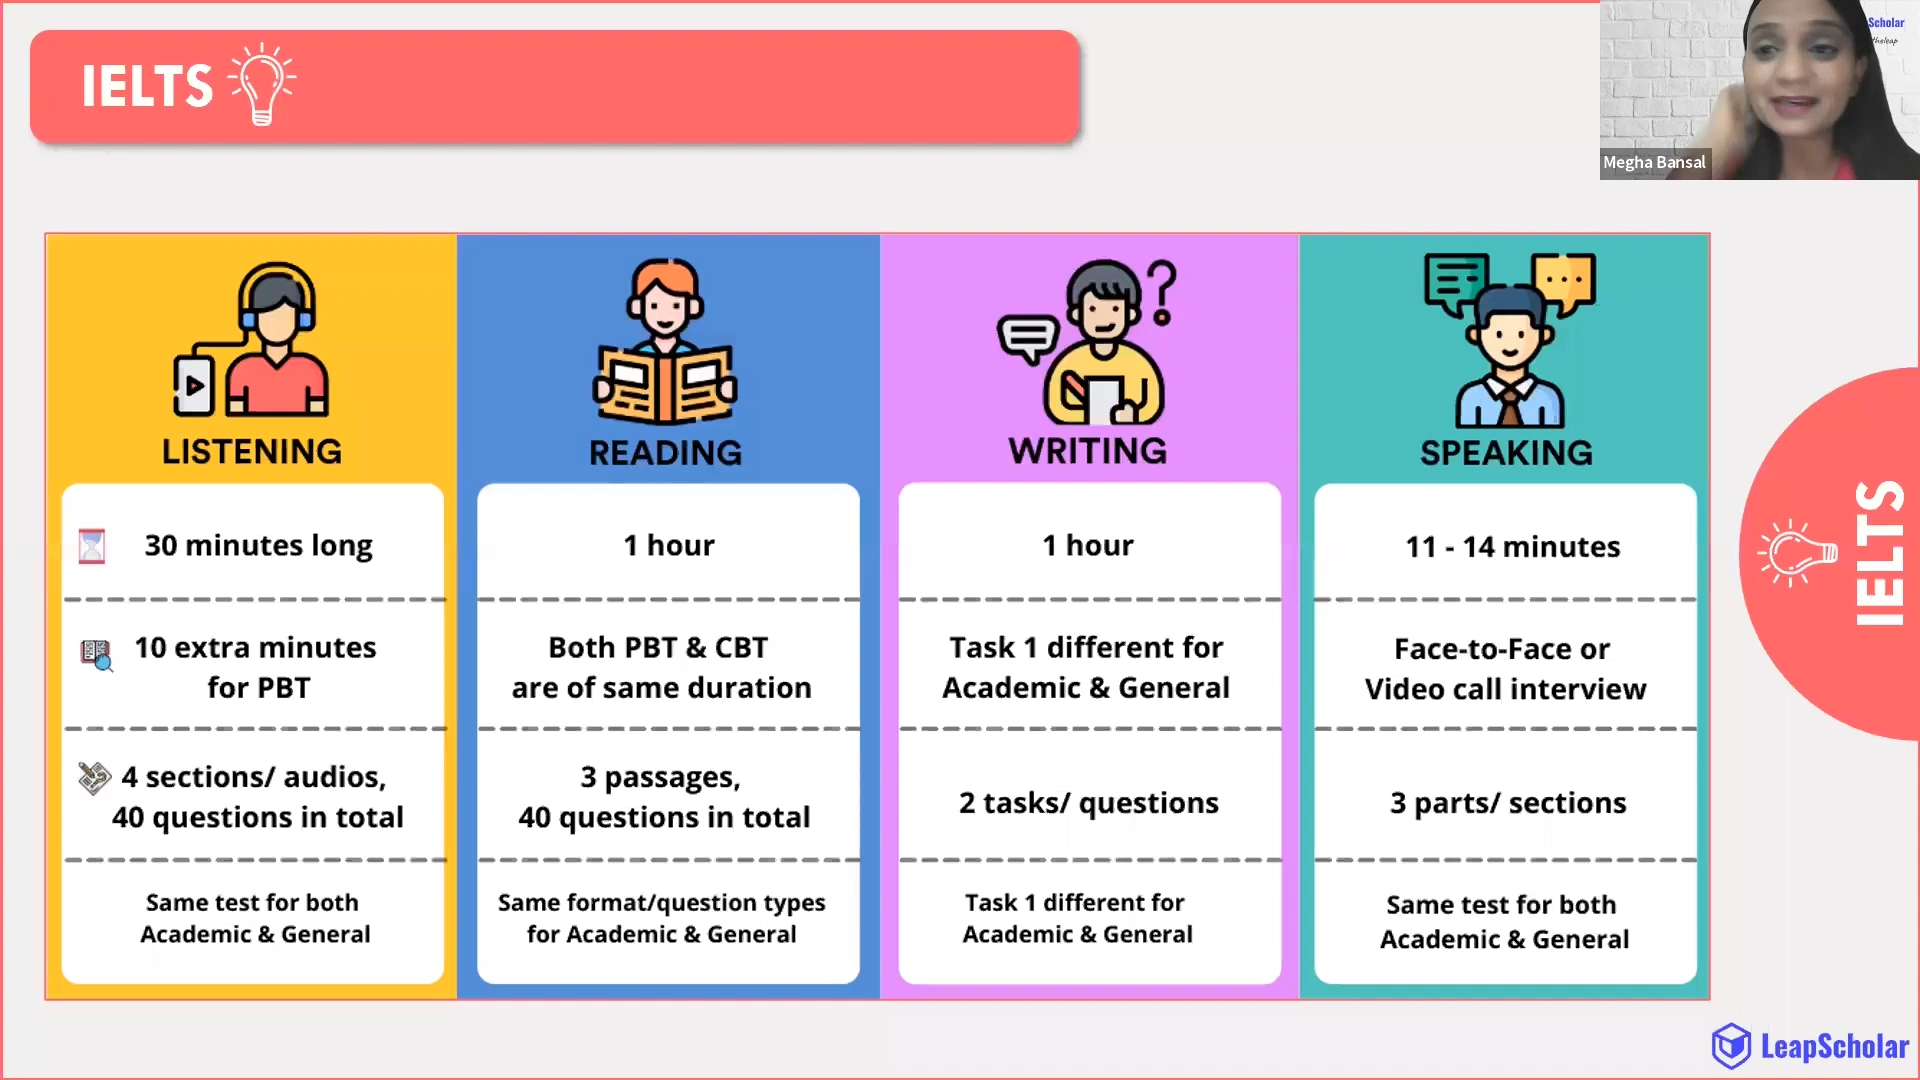 IELTS
Scholar
theleap
Megha Bansal
LISTENING
30 minutes long
10 extra minutes
for PBT
4 sections/ audios,
40 questions in total
Same test for both
Academic & General
READING
1 hour
Both PBT & CBT
are of same duration
3 passages,
40 questions in total
Same format/question types
for Academic & General
WRITING
1 hour
Task 1 different for
Academic & General
2 tasks/ questions
Task 1 different for
Academic & General
SPEAKING
11 - 14 minutes
Face-to-Face or
Video call interview
3 parts/ sections
Same test for both
Academic & General
IELTS
LeapScholar